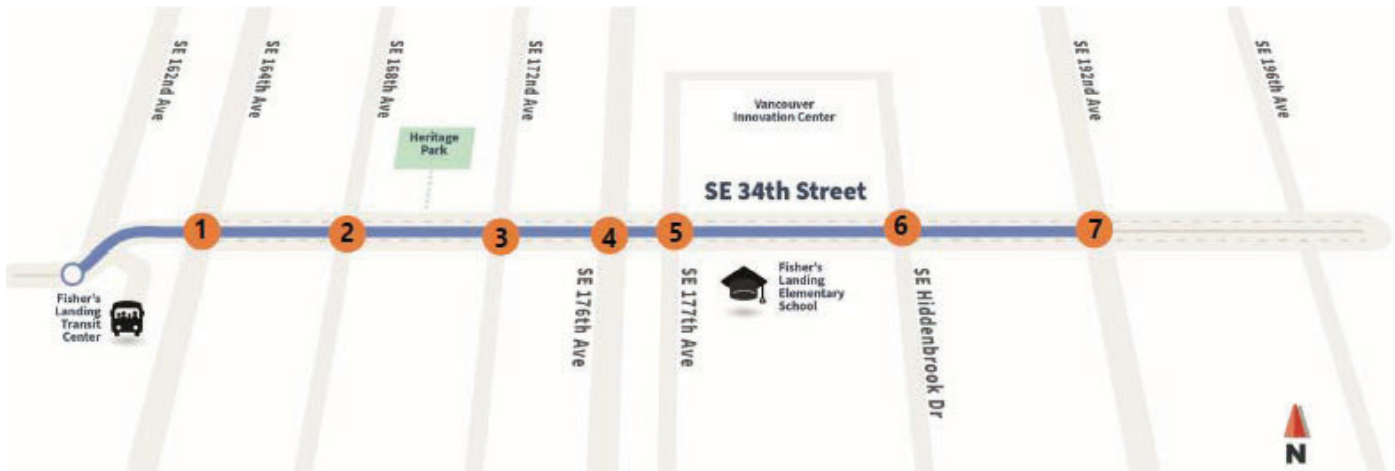 SE 162nd Ave
SE 164th Ave
SE 168th Ave
SE 172nd Ave
SE 192nd Ave
SE 196th Ave
Vancouver
Innovation Center
Heritage
Park
SE 34th Street
1
2
3
4
5
6
7
Fisher's
Landing
Transit
Center
SE 176th Ave
SE 177th Ave
Fisher's
Landing
Elementary
School
SE Hiddenbrook Dr
N